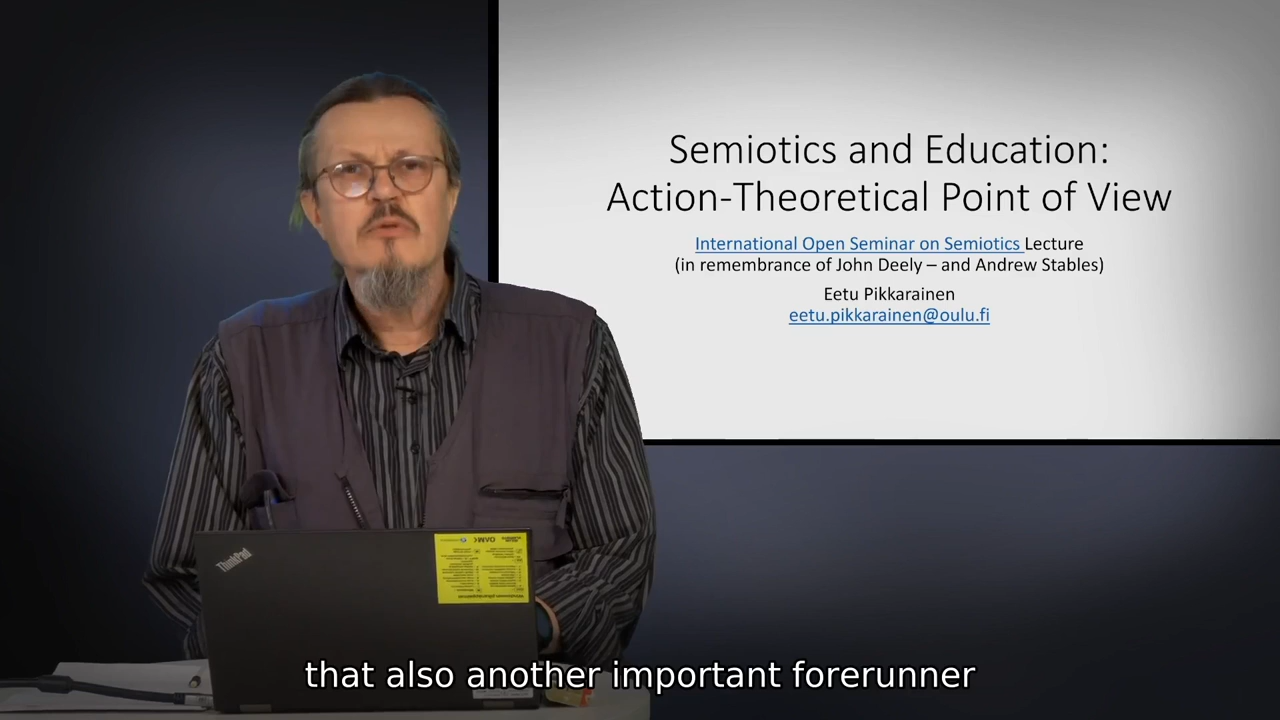 Semiotics and Education:
Action-Theoretical Point of View
International Open Seminar on Semiotics Lecture
(in remembrance of John Deely – and Andrew Stables)
Eetu Pikkarainen
eetu.pikkarainen@oulu.fi
ThinkPad
OAMK
that also another important forerunner